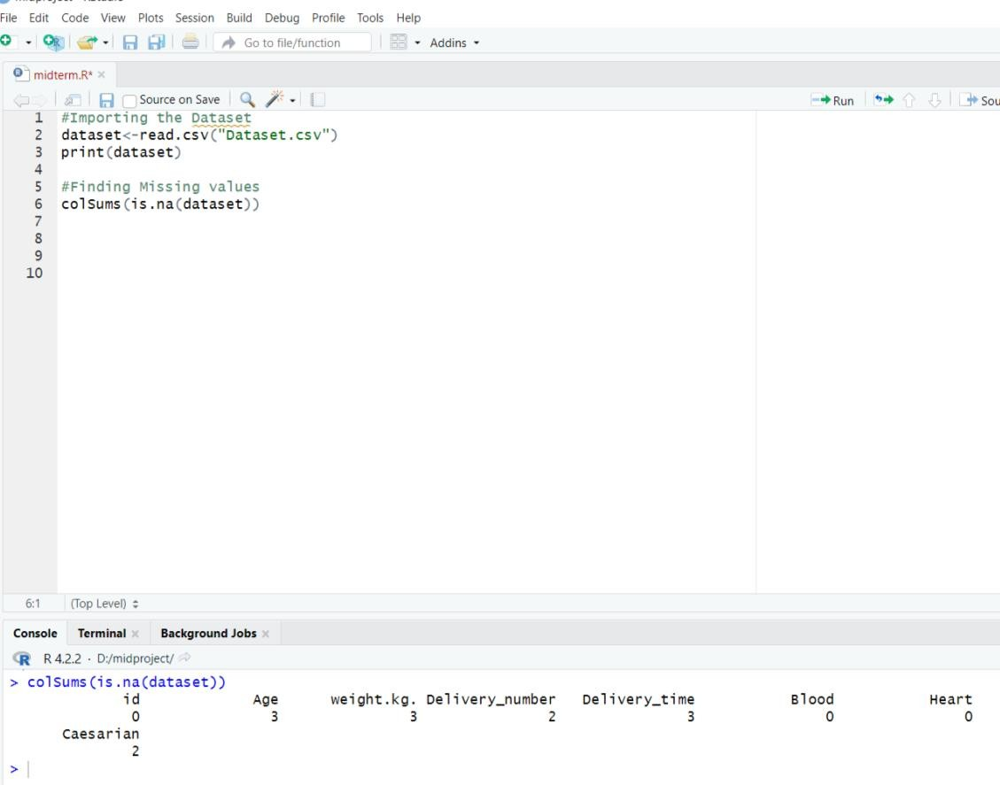 File Edit Code View Plots Session Build Debug Profile Tools Help
Go to file/function Addins
midterm.R*
Source on Save Run
1 #Importing the Dataset
2 dataset<-read.csv("Dataset.csv")
3 print(dataset)
4
5 #Finding Missing values
6 colSums(is.na(dataset))
7
8
9
10
6:1 (Top Level)
Console Terminal Background Jobs
R R 4.2.2 · D:/midproject/
> colSums(is.na(dataset))
id Age weight.kg. Delivery_number Delivery_time Blood Heart
0 3 3 2 3 0 0
Caesarian
2
>